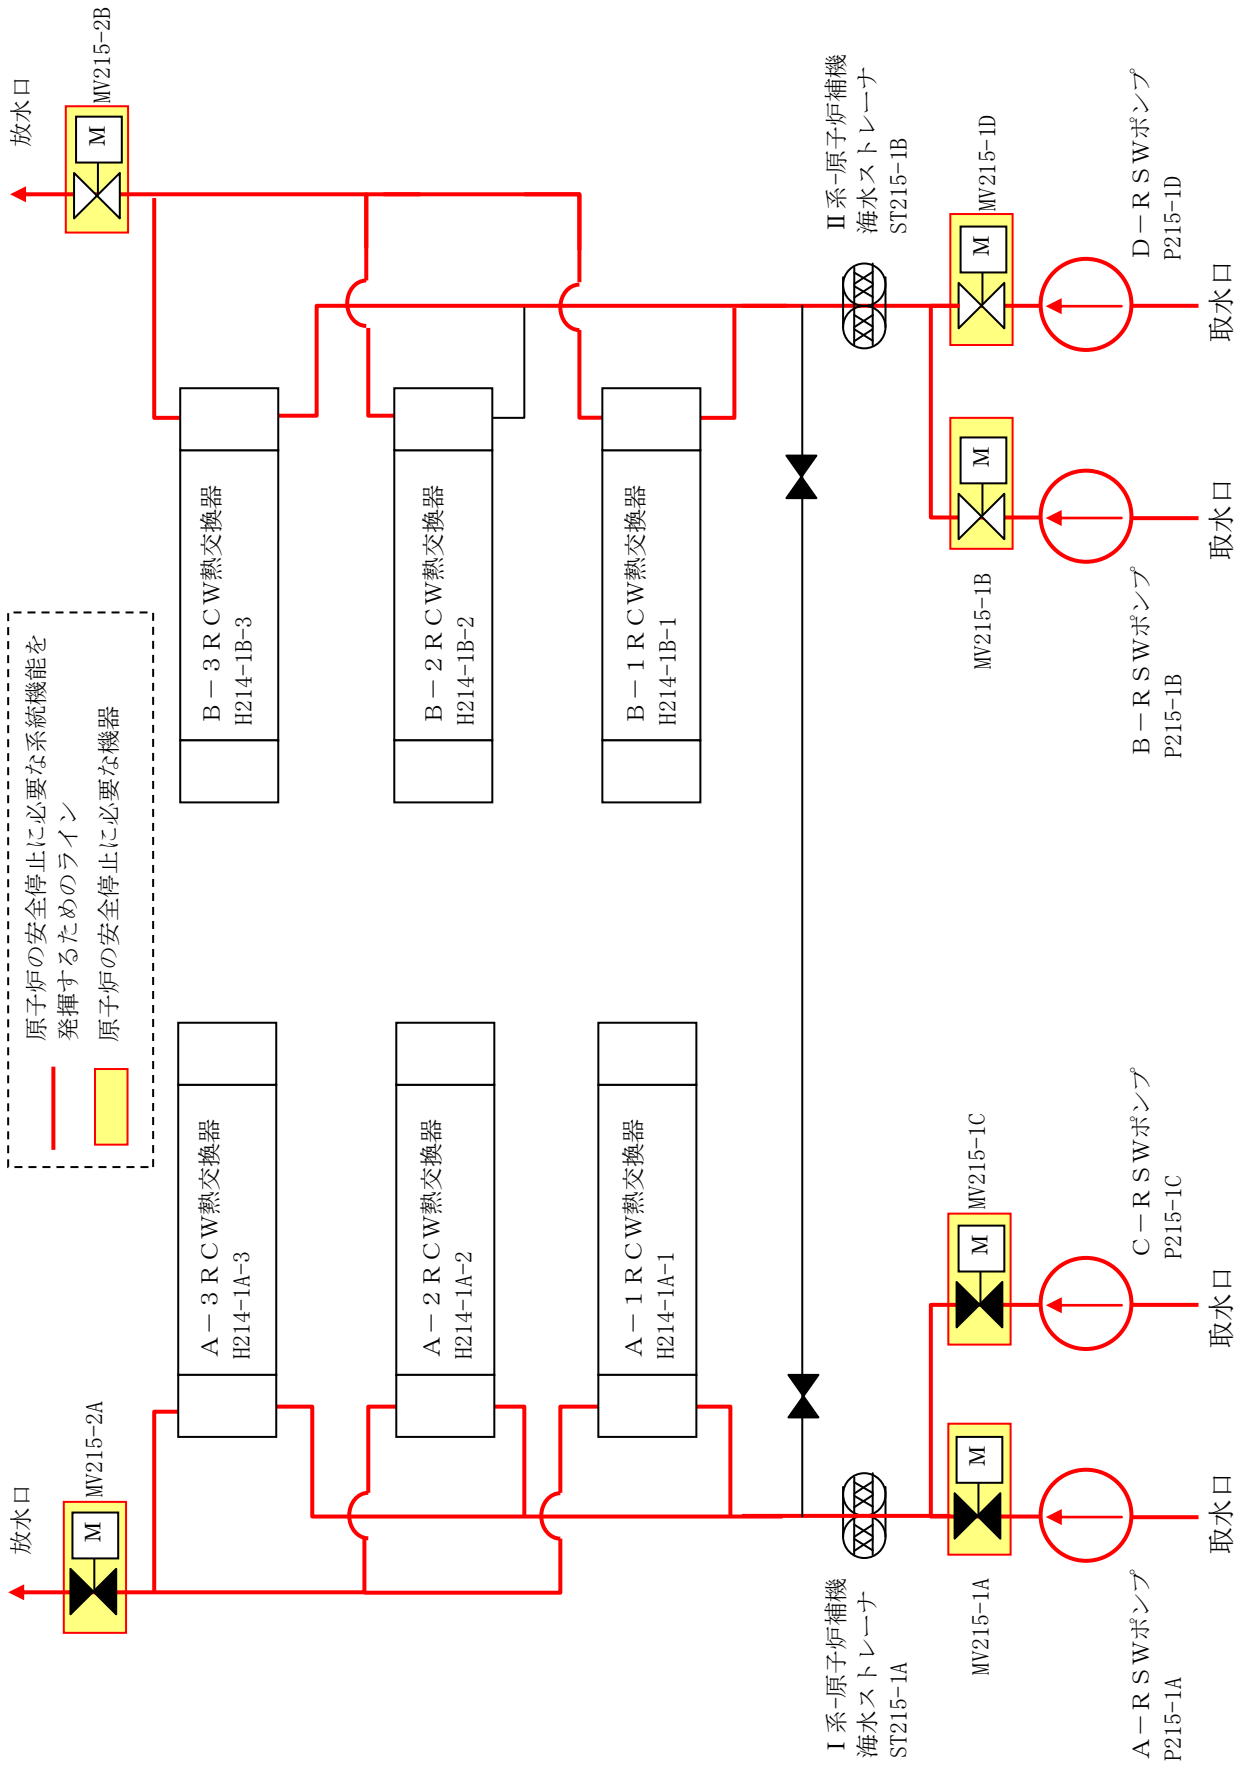 原子炉の安全停止に必要な系統機能を
発揮するためのライン
原子炉の安全停止に必要な機器
放水口
M
MV215-2A
放水口
M
MV215-2B
A－3RCW熱交換器
H214-1A-3
B－3RCW熱交換器
H214-1B-3
A－2RCW熱交換器
H214-1A-2
B－2RCW熱交換器
H214-1B-2
A－1RCW熱交換器
H214-1A-1
B－1RCW熱交換器
H214-1B-1
Ⅰ系-原子炉補機
海水ストレーナ
ST215-1A
Ⅱ系-原子炉補機
海水ストレーナ
ST215-1B
MV215-1A
M
M
MV215-1C
MV215-1B
M
M
MV215-1D
A－RSWポンプ
P215-1A
C－RSWポンプ
P215-1C
B－RSWポンプ
P215-1B
D－RSWポンプ
P215-1D
取水口
取水口
取水口
取水口